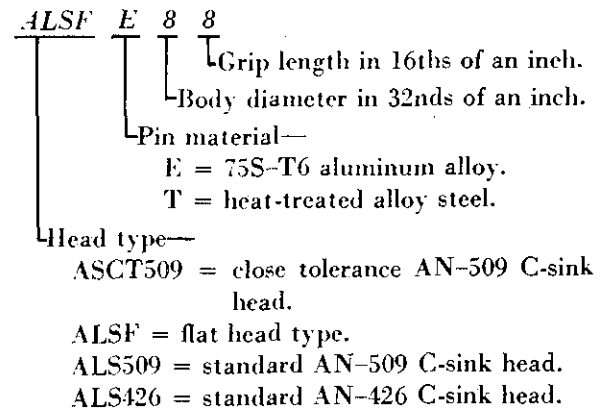 ALSF E 8 8
Grip length in 16ths of an inch.
Body diameter in 32nds of an inch.
Pin material—
E = 75S-T6 aluminum alloy.
T = heat-treated alloy steel.
Head type—
ASCT509 = close tolerance AN-509 C-sink
head.
ALSF = flat head type.
ALS509 = standard AN-509 C-sink head.
ALS426 = standard AN-426 C-sink head.